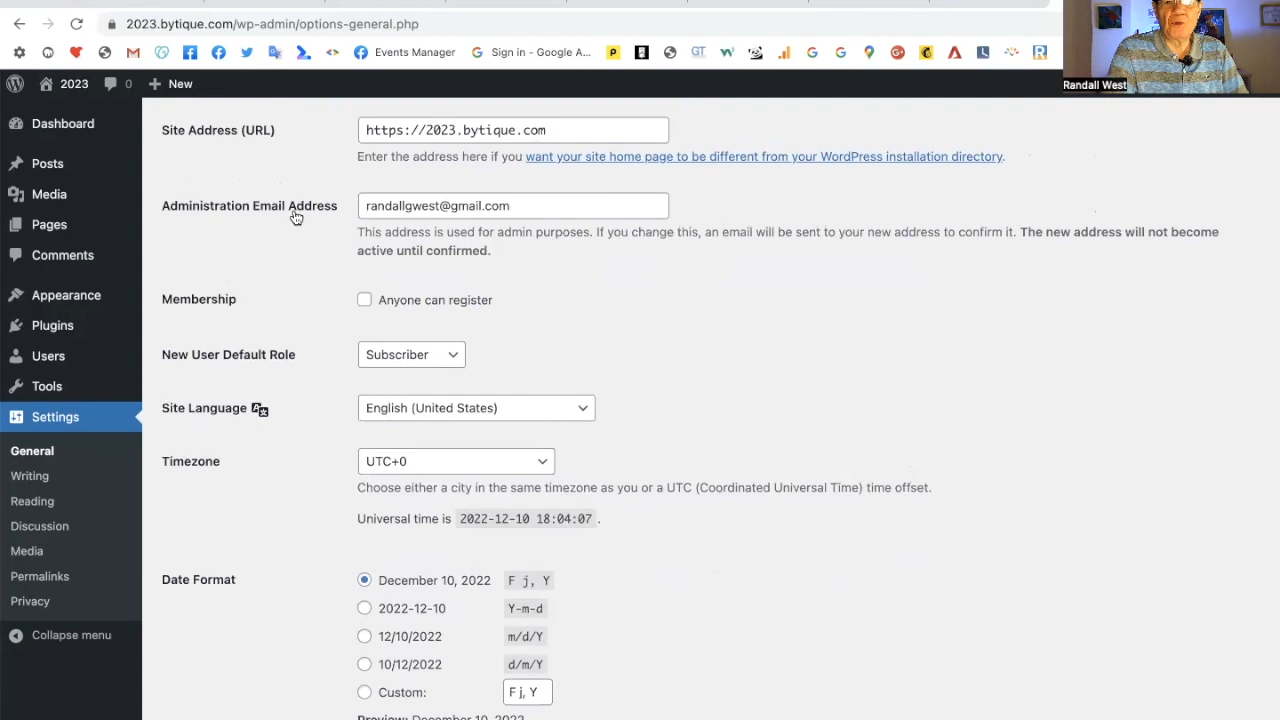 2023.bytique.com/wp-admin/options-general.php
Events Manager
Sign in - Google A...
GT
Randall West
2023
0
New
Dashboard
Posts
Media
Pages
Comments
Appearance
Plugins
Users
Tools
Settings
General
Writing
Reading
Discussion
Media
Permalinks
Privacy
Collapse menu
Site Address (URL)
https://2023.bytique.com
Enter the address here if you want your site home page to be different from your WordPress installation directory.
Administration Email Address
randallgwest@gmail.com
This address is used for admin purposes. If you change this, an email will be sent to your new address to confirm it. The new address will not become
active until confirmed.
Membership
Anyone can register
New User Default Role
Subscriber
Site Language
English (United States)
Timezone
UTC+0
Choose either a city in the same timezone as you or a UTC (Coordinated Universal Time) time offset.
Universal time is 2022-12-10 18:04:07 .
Date Format
December 10, 2022 F j, Y
2022-12-10 Y-m-d
12/10/2022 m/d/Y
10/12/2022 d/m/Y
Custom: F j, Y
Preview: December 10, 2022